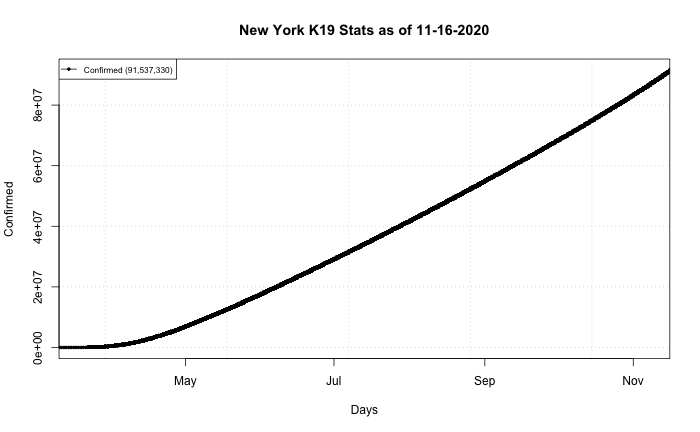 New York K19 Stats as of 11-16-2020
Confirmed (91,537,330)
Confirmed
8e+07
6e+07
4e+07
2e+07
0e+00
May Jul Sep Nov
Days